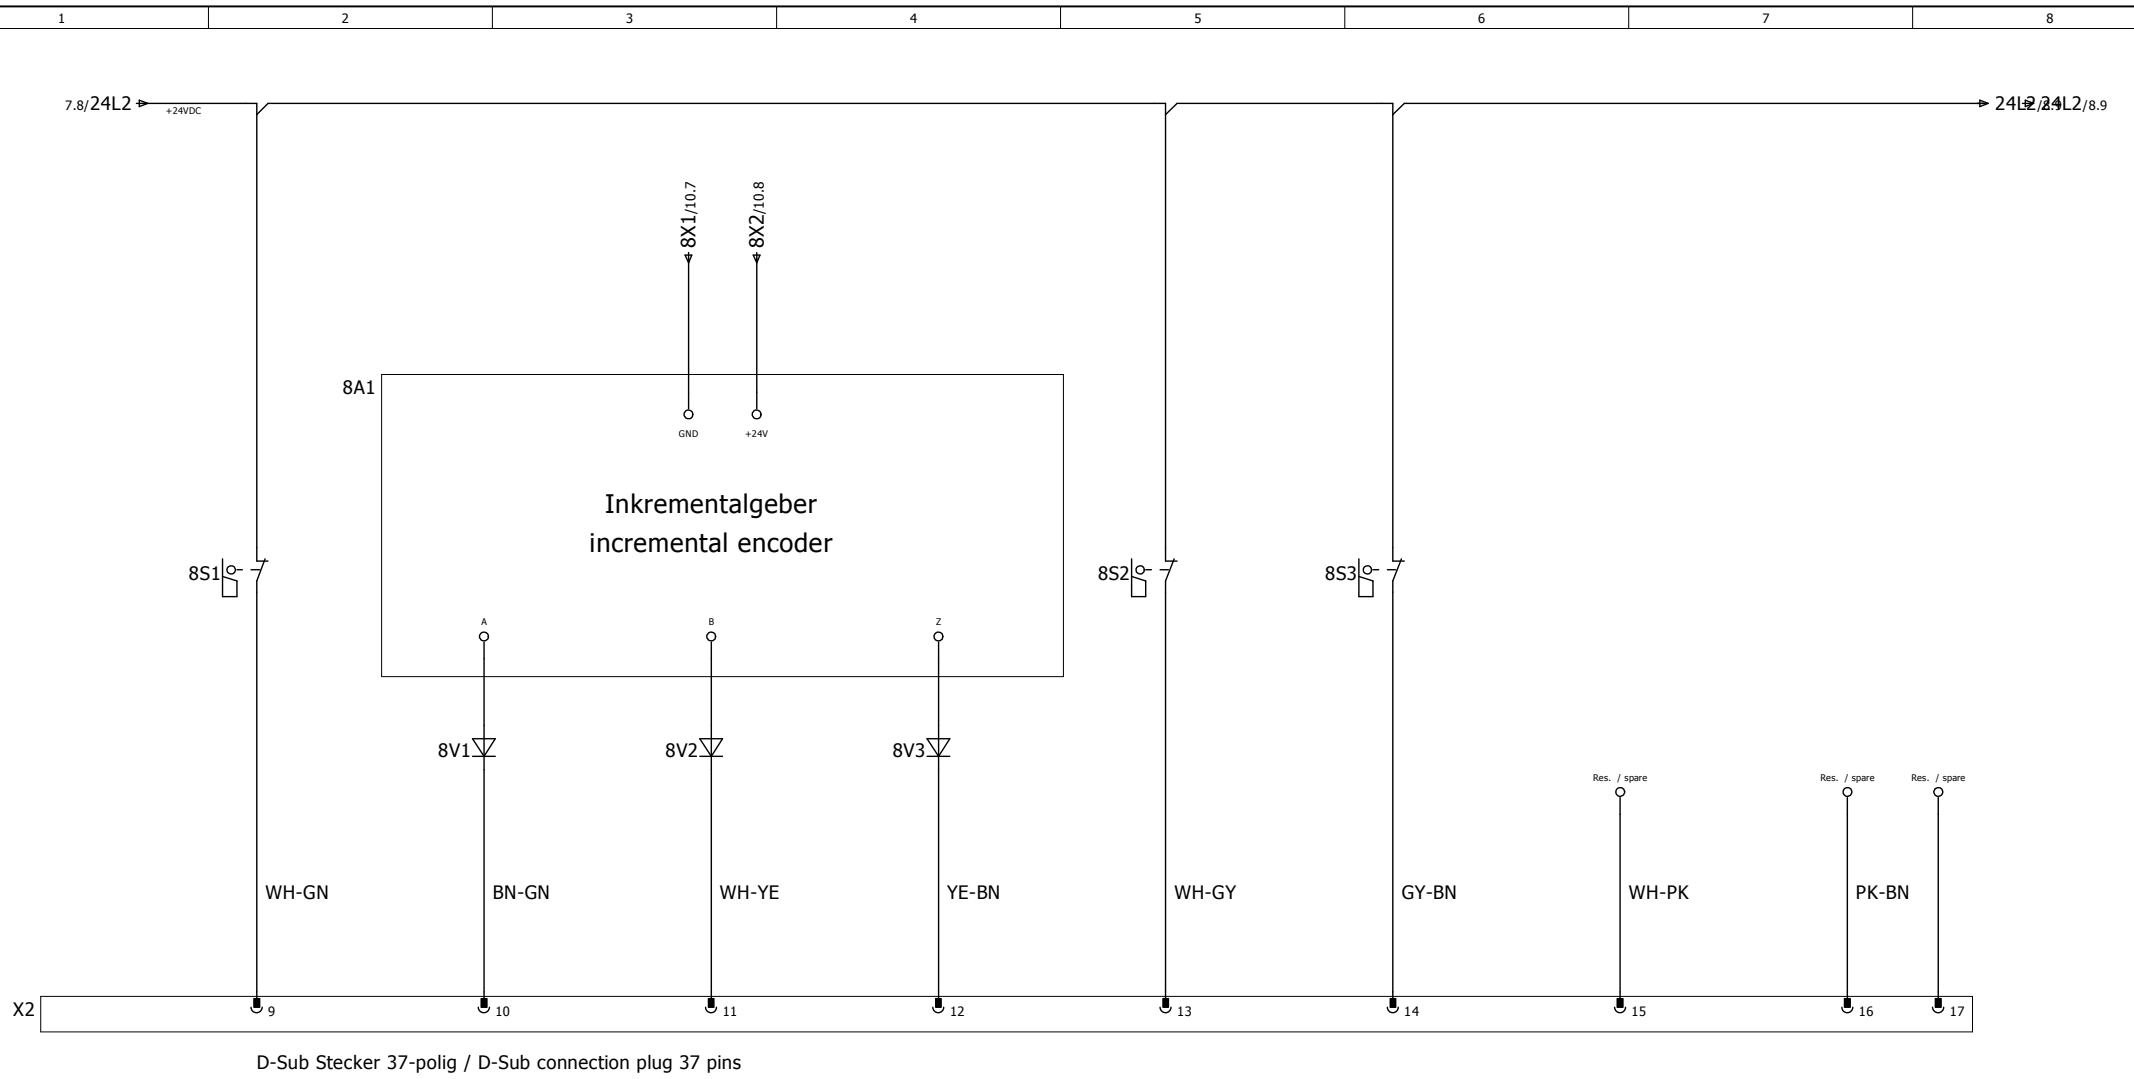 1 2 3 4 5 6 7 8
7.8/24L2 +24VDC 24L2/8.9 24L2/8.9
8X1/10.7 8X2/10.8
8A1
GND +24V
Inkrementalgeber
incremental encoder
8S1 8S2 8S3
A B Z
8V1 8V2 8V3
Res. / spare Res. / spare Res. / spare
WH-GN BN-GN WH-YE YE-BN WH-GY GY-BN WH-PK PK-BN
X2 9 10 11 12 13 14 15 16 17
D-Sub Stecker 37-polig / D-Sub connection plug 37 pins